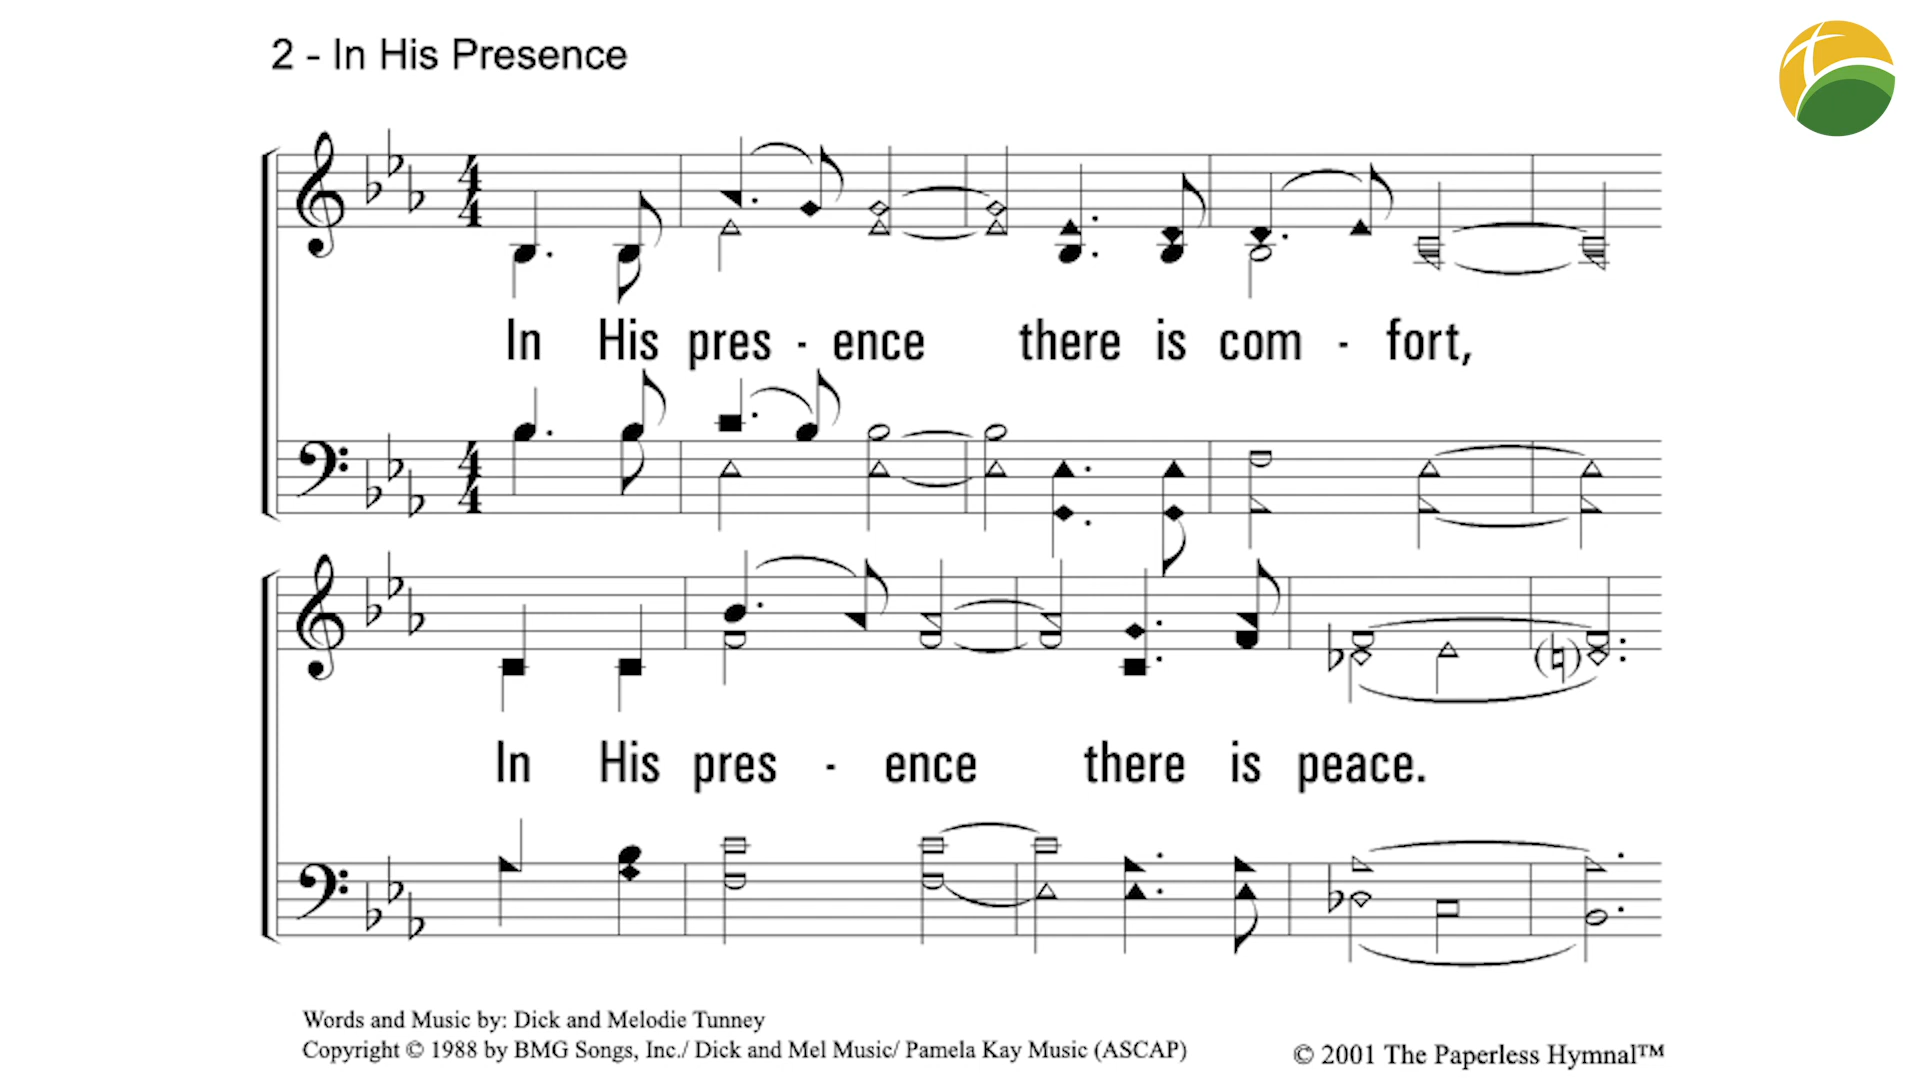 2 - In His Presence
In His pres - ence there is com - fort,
In His pres - ence there is peace.
Words and Music by: Dick and Melodie Tunney
Copyright © 1988 by BMG Songs, Inc./ Dick and Mel Music/ Pamela Kay Music (ASCAP)
© 2001 The Paperless Hymnal™